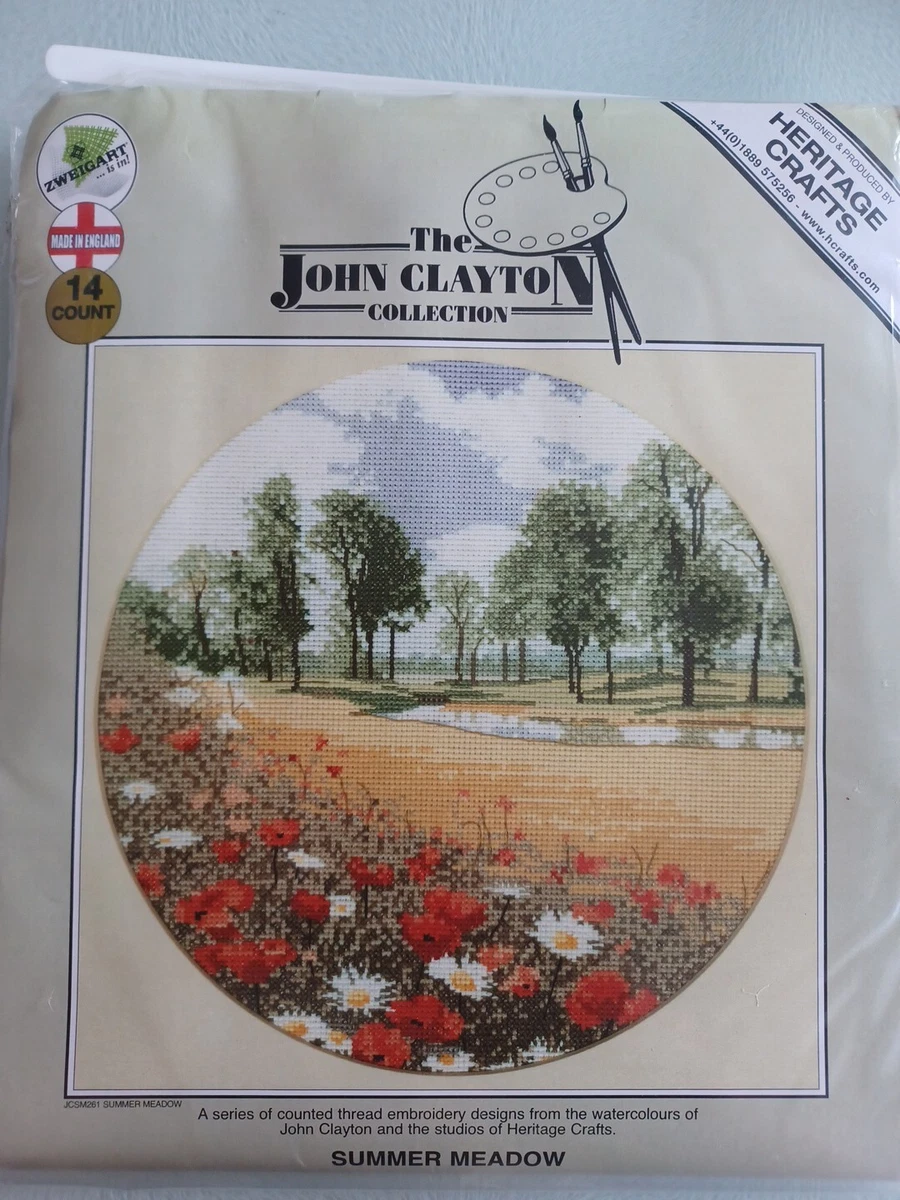 ZWEIGART®
... is in!
MADE IN ENGLAND
14
COUNT
The
JOHN CLAYTON
COLLECTION
DESIGNED & PRODUCED BY
HERITAGE
CRAFTS
+44(0)1889 575256 - www.hcrafts.com
JCSM261 SUMMER MEADOW
A series of counted thread embroidery designs from the watercolours of
John Clayton and the studios of Heritage Crafts.
SUMMER MEADOW